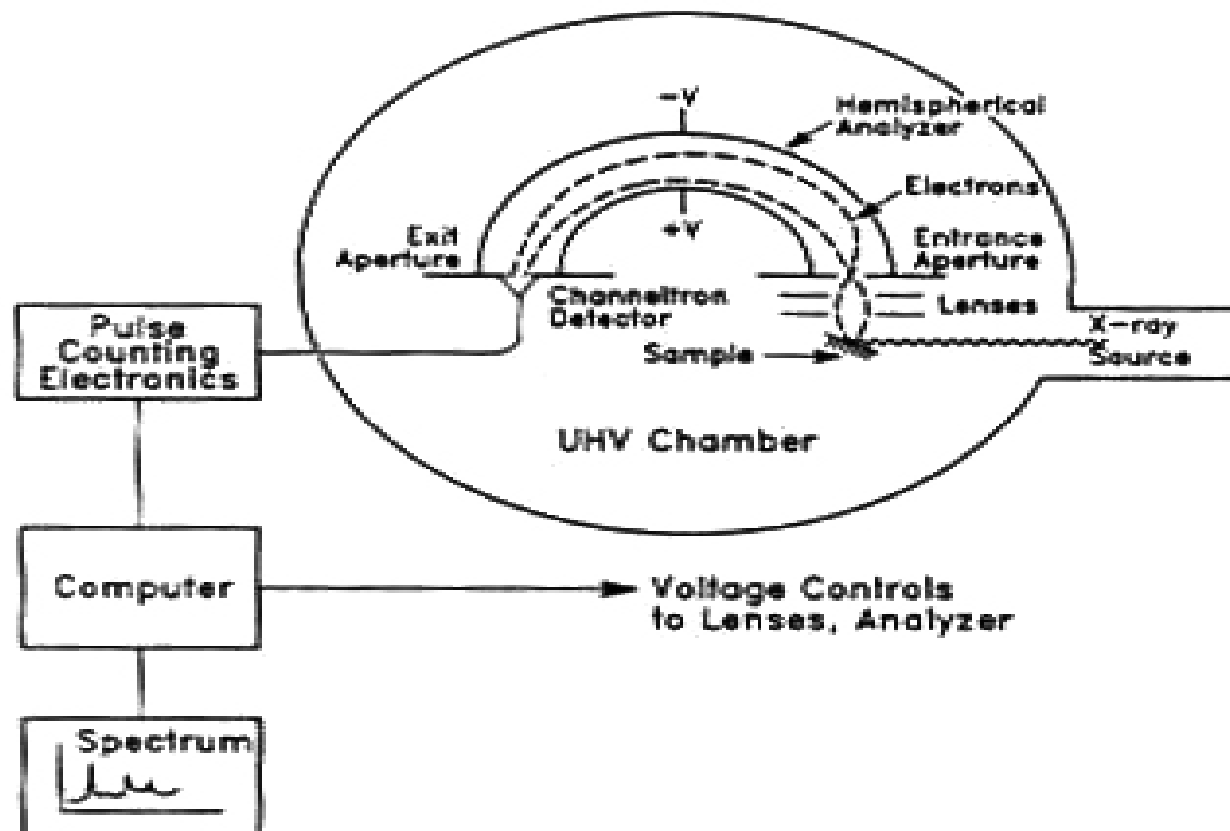 -V
Hemispherical
Analyzer
Electrons
+V
Exit
Aperture
Entrance
Aperture
Channeltron
Detector
Lenses
Pulse
Counting
Electronics
X-ray
Source
Sample
UHV Chamber
Computer
Voltage Controls
to Lenses, Analyzer
Spectrum